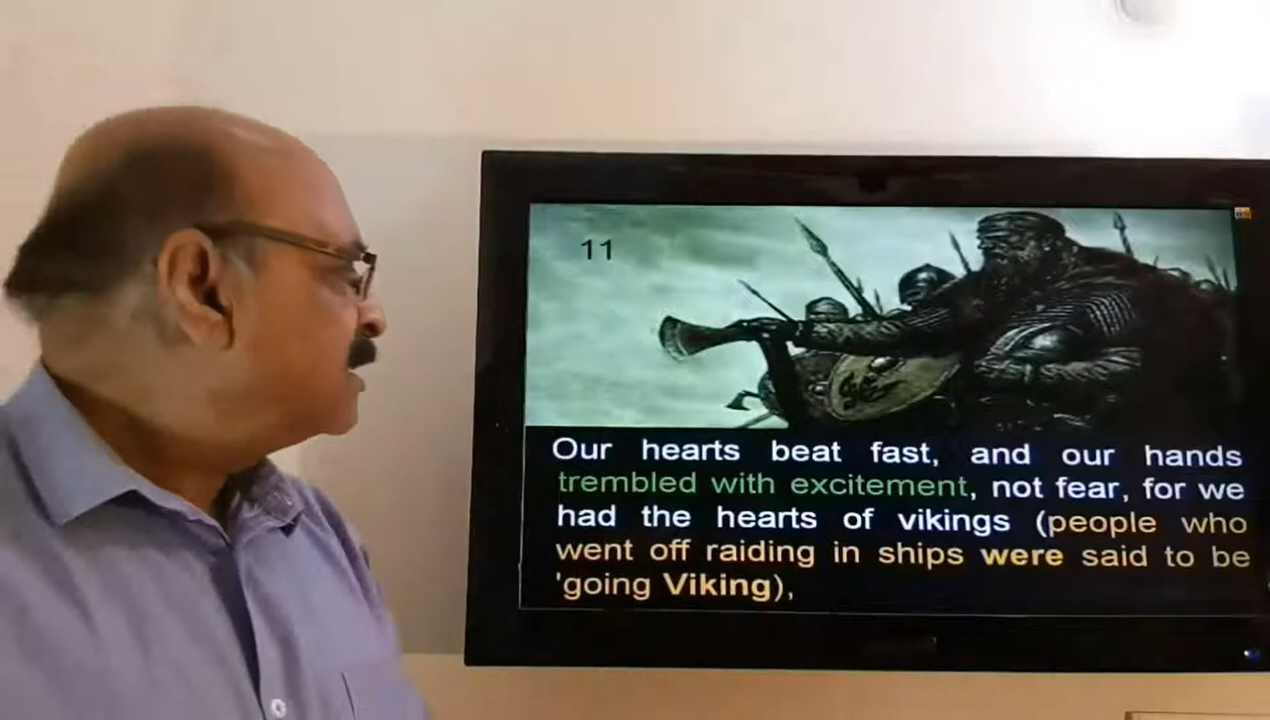 11
Our hearts beat fast, and our hands
trembled with excitement, not fear, for we
had the hearts of vikings (people who
went off raiding in ships were said to be
'going Viking),